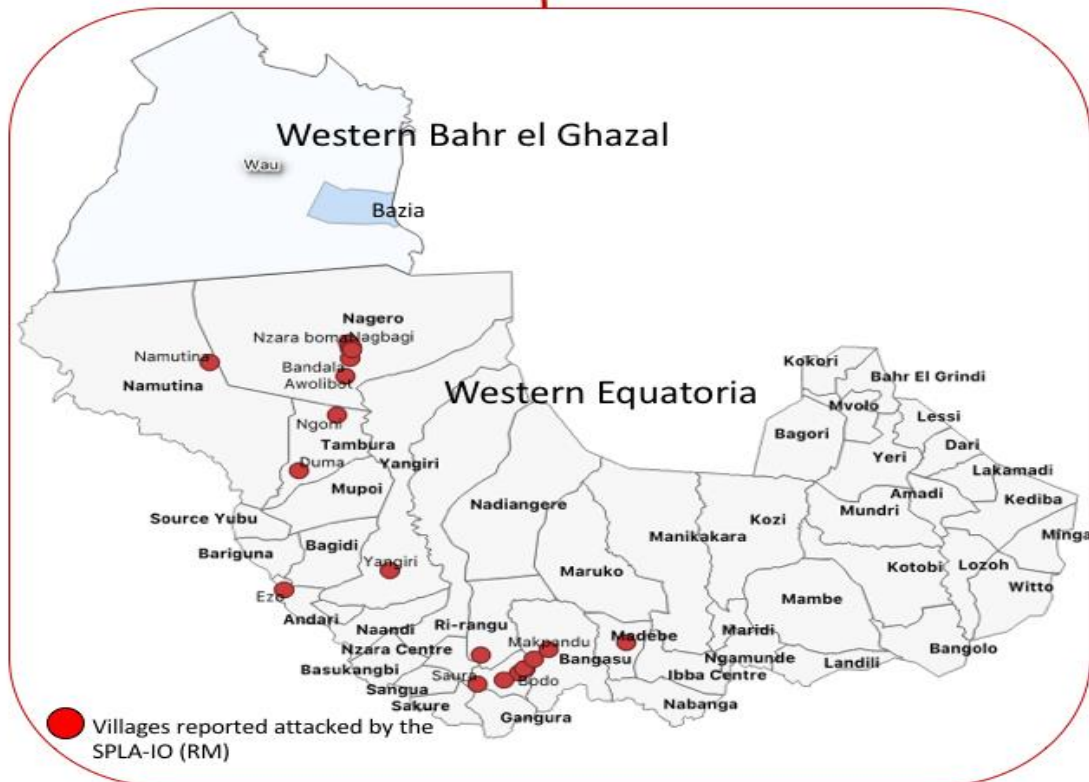 Western Bahr el Ghazal
Wau
Bazia
Nagero
Nzara boma
Nagbagi
Namutina
Namutina
Bandala
Awolibot
Western Equatoria
Kokori
Bahr El Grindi
Mvolo
Lessi
Bagori
Dari
Yeri
Lakamadi
Ngoni
Tambura
Yangiri
Duma
Mupoi
Nadiangere
Amadi
Kediba
Mundri
Source Yubu
Kozi
Manikakara
Minga
Bariguna
Bagidi
Yangiri
Maruko
Kotobi
Lozoh
Witto
Ezo
Mambe
Andari
Naandi
Ri-rangu
Makpandu
Madebe
Maridi
Nzara Centre
Bangasu
Ngamunde
Bangolo
Basukangbi
Landili
Saura
Bodo
Ibba Centre
Sangua
Sakure
Gangura
Nabanga
Villages reported attacked by the
SPLA-IO (RM)